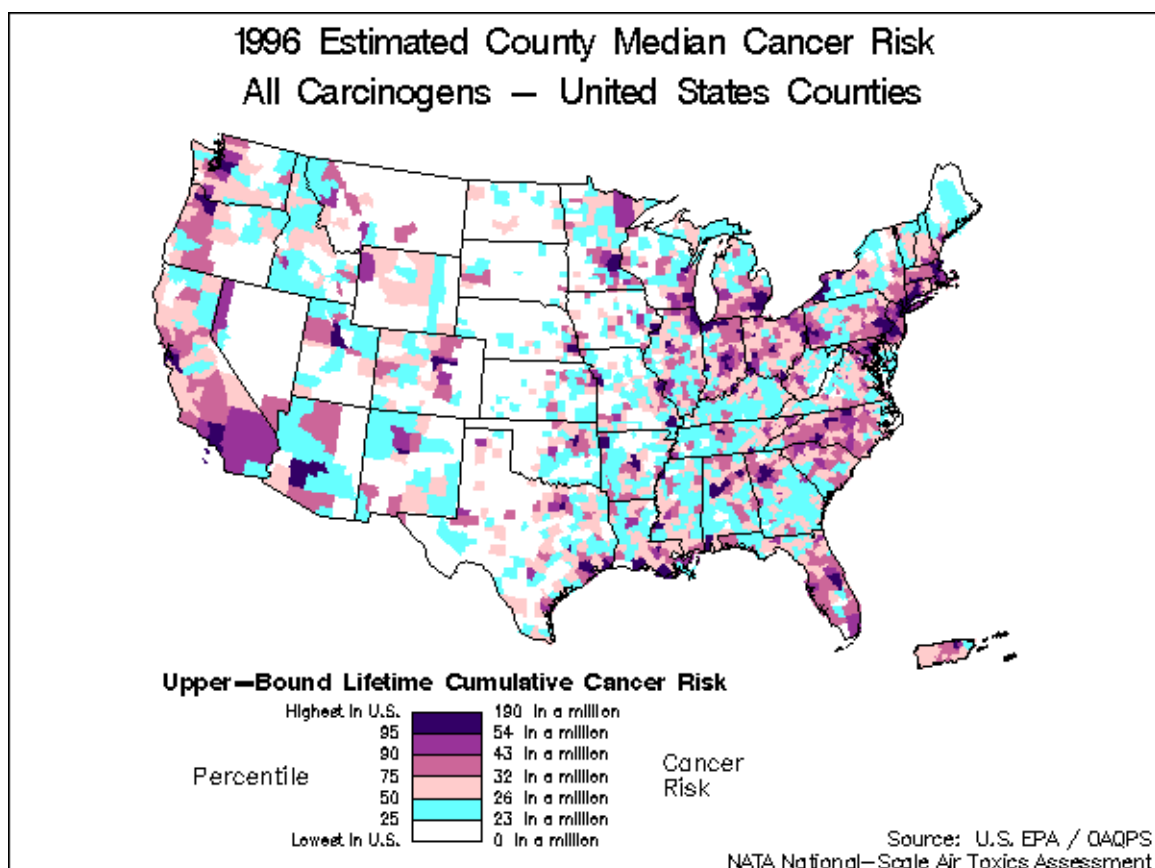 1996 Estimated County Median Cancer Risk
All Carcinogens — United States Counties
Upper—Bound Lifetime Cumulative Cancer Risk
Highest In U.S. 190 In a million
95 54 In a million
90 43 In a million
Percentile 75 32 In a million Cancer Risk
50 26 In a million
25 23 In a million
Lowest In U.S. 0 In a million
Source: U.S. EPA / OAQPS
NATA National—Scale Air Toxics Assessment